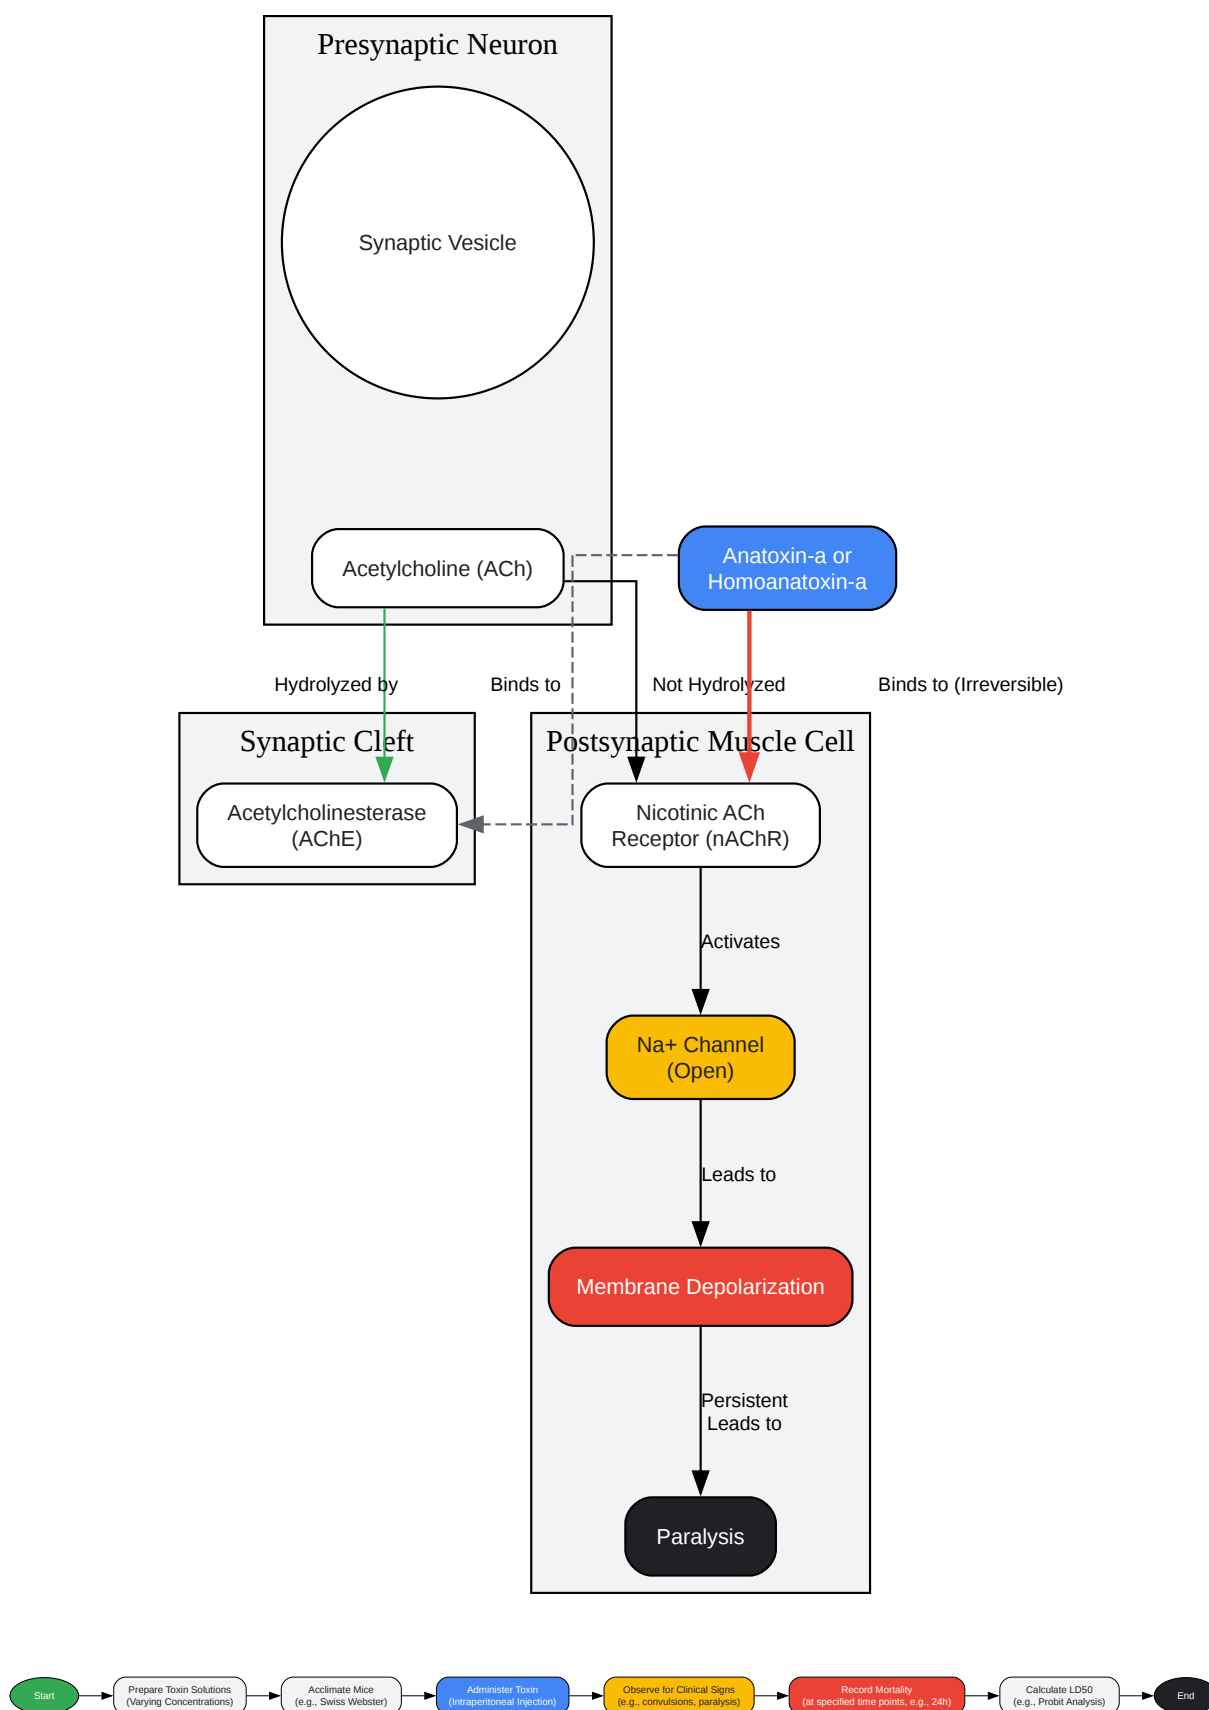 Presynaptic Neuron
Synaptic Vesicle
Acetylcholine (ACh)
Anatoxin-a or
Homoanatoxin-a
Hydrolyzed by
Binds to
Not Hydrolyzed
Binds to (Irreversible)
Synaptic Cleft
Acetylcholinesterase
(AChE)
Postsynaptic Muscle Cell
Nicotinic ACh
Receptor (nAChR)
Activates
Na+ Channel
(Open)
Leads to
Membrane Depolarization
Persistent
Leads to
Paralysis
Start
Prepare Toxin Solutions
(Varying Concentrations)
Acclimate Mice
(e.g., Swiss Webster)
Administer Toxin
(Intraperitoneal Injection)
Observe for Clinical Signs
(e.g., convulsions, paralysis)
Record Mortality
(at specified time points, e.g., 24h)
Calculate LD50
(e.g., Probit Analysis)
End